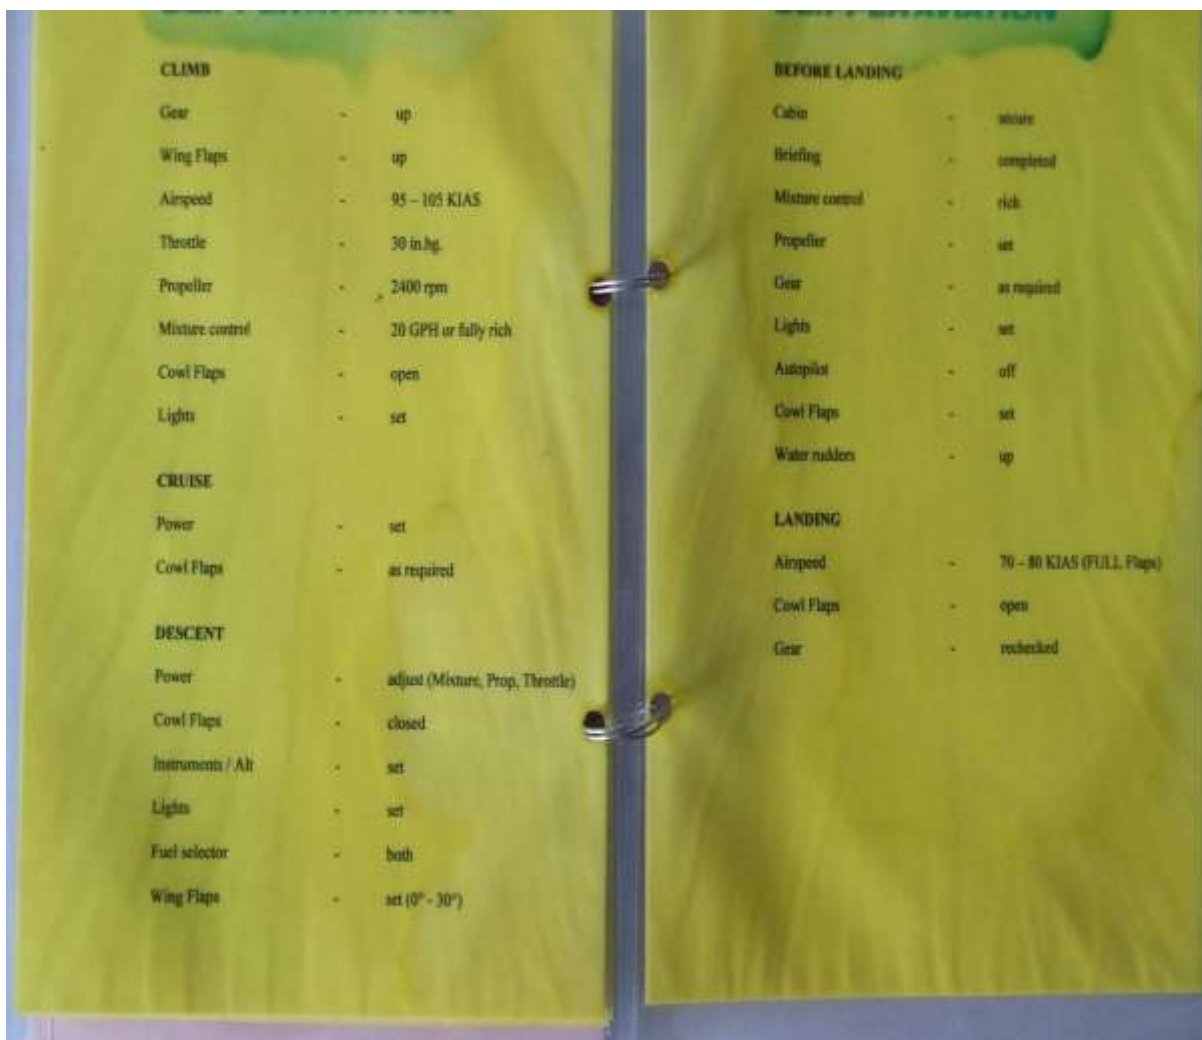 CLIMB
Gear - up
Wing Flaps - up
Airspeed - 95 – 105 KIAS
Throttle - 30 in.hg.
Propeller - 2400 rpm
Mixture control - 20 GPH or fully rich
Cowl Flaps - open
Lights - set
CRUISE
Power - set
Cowl Flaps - as required
DESCENT
Power - adjust (Mixture, Prop, Throttle)
Cowl Flaps - closed
Instruments / Alt - set
Lights - set
Fuel selector - both
Wing Flaps - set (0° - 30°)
BEFORE LANDING
Cabin - secure
Briefing - completed
Mixture control - rich
Propeller - set
Gear - as required
Lights - set
Autopilot - off
Cowl Flaps - set
Water rudders - up
LANDING
Airspeed - 70 – 80 KIAS (FULL Flaps)
Cowl Flaps - open
Gear - rechecked